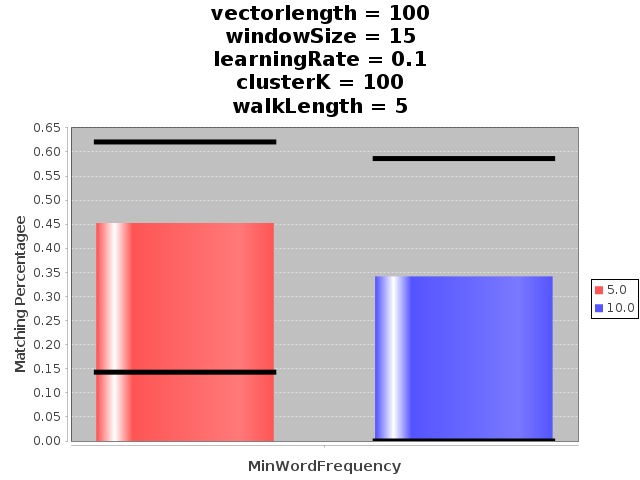 vectorlength = 100
windowSize = 15
learningRate = 0.1
clusterK = 100
walkLength = 5
0.65
0.60
0.55
0.50
0.45
0.40
0.35
0.30
0.25
0.20
0.15
0.10
0.05
0.00
Matching Percentagee
MinWordFrequency
5.0
10.0